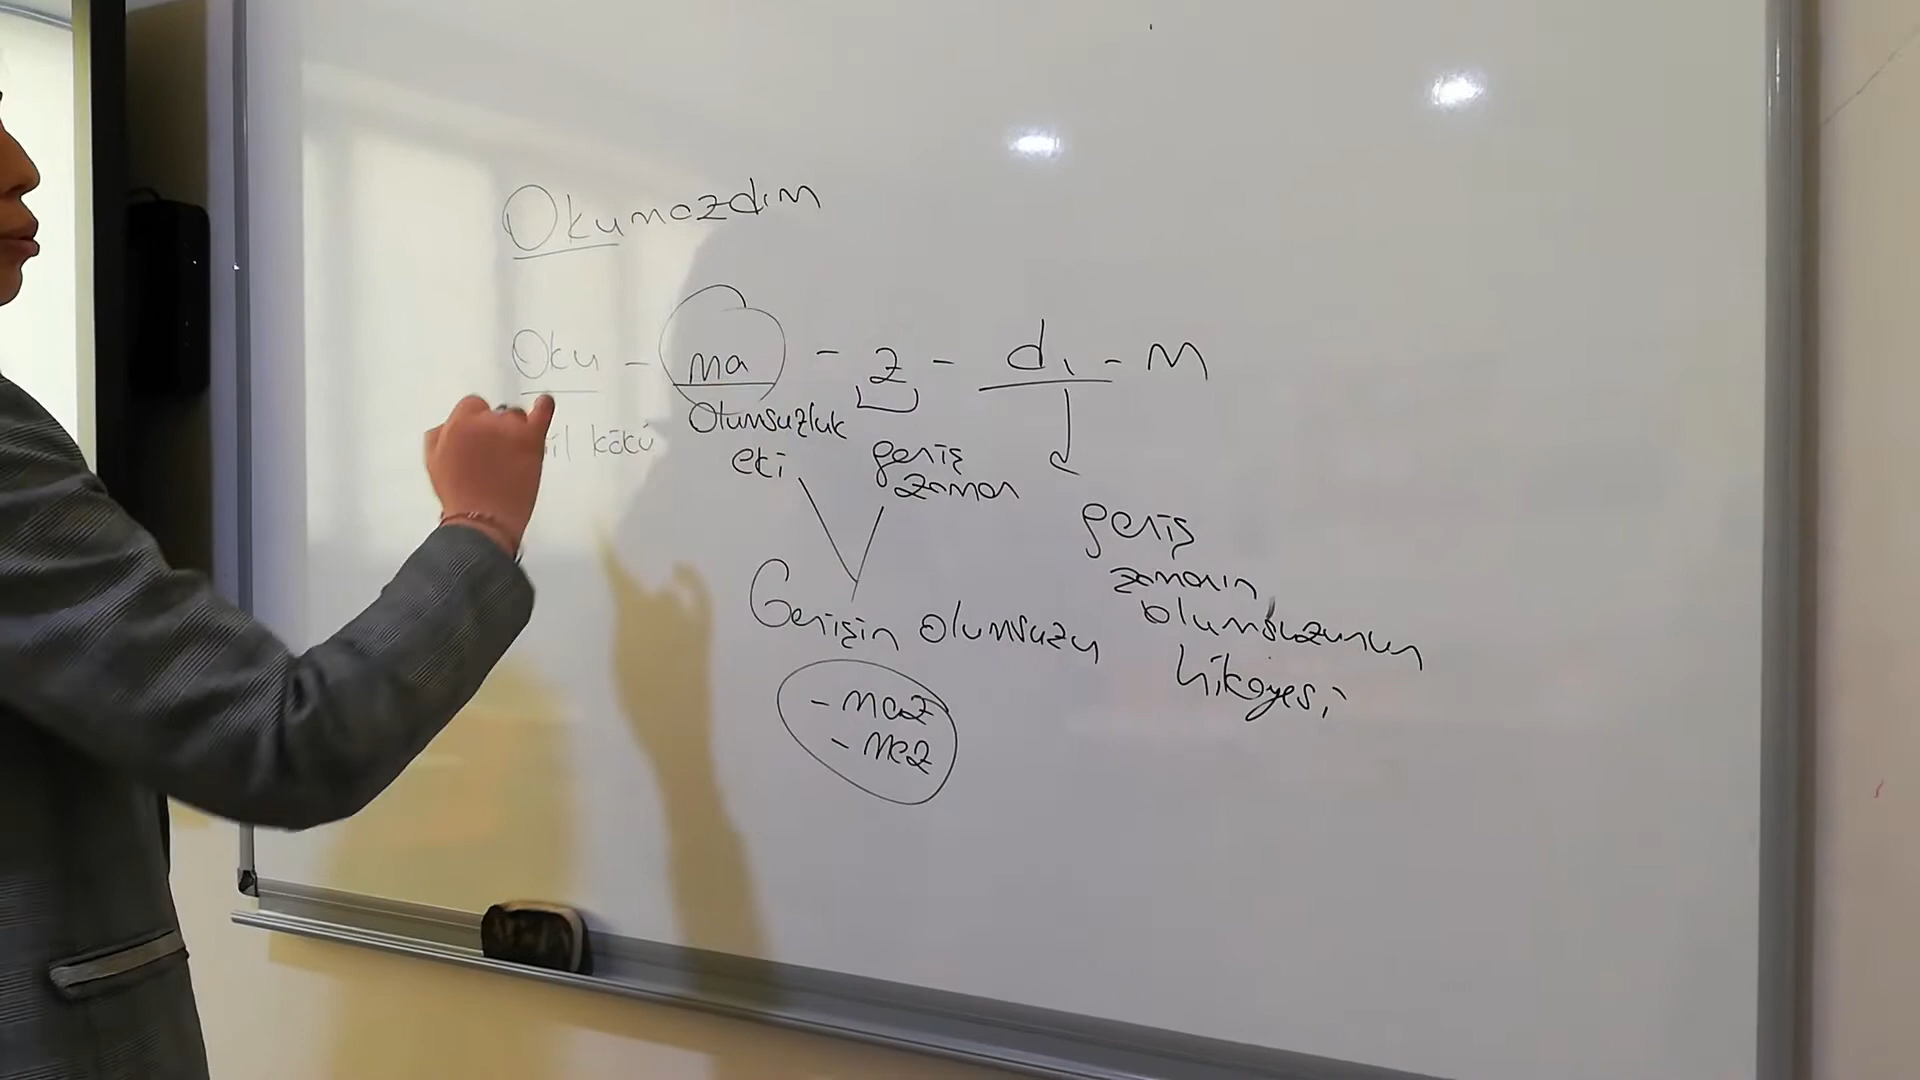 Okumazdım
Oku - ma - z - dı - m
kökü
Olumsuzluk
eki
geniş
zaman
geniş
zamanın
olumsuzunun
hikayesi
Genişin olumsuzu
- maz
- mez